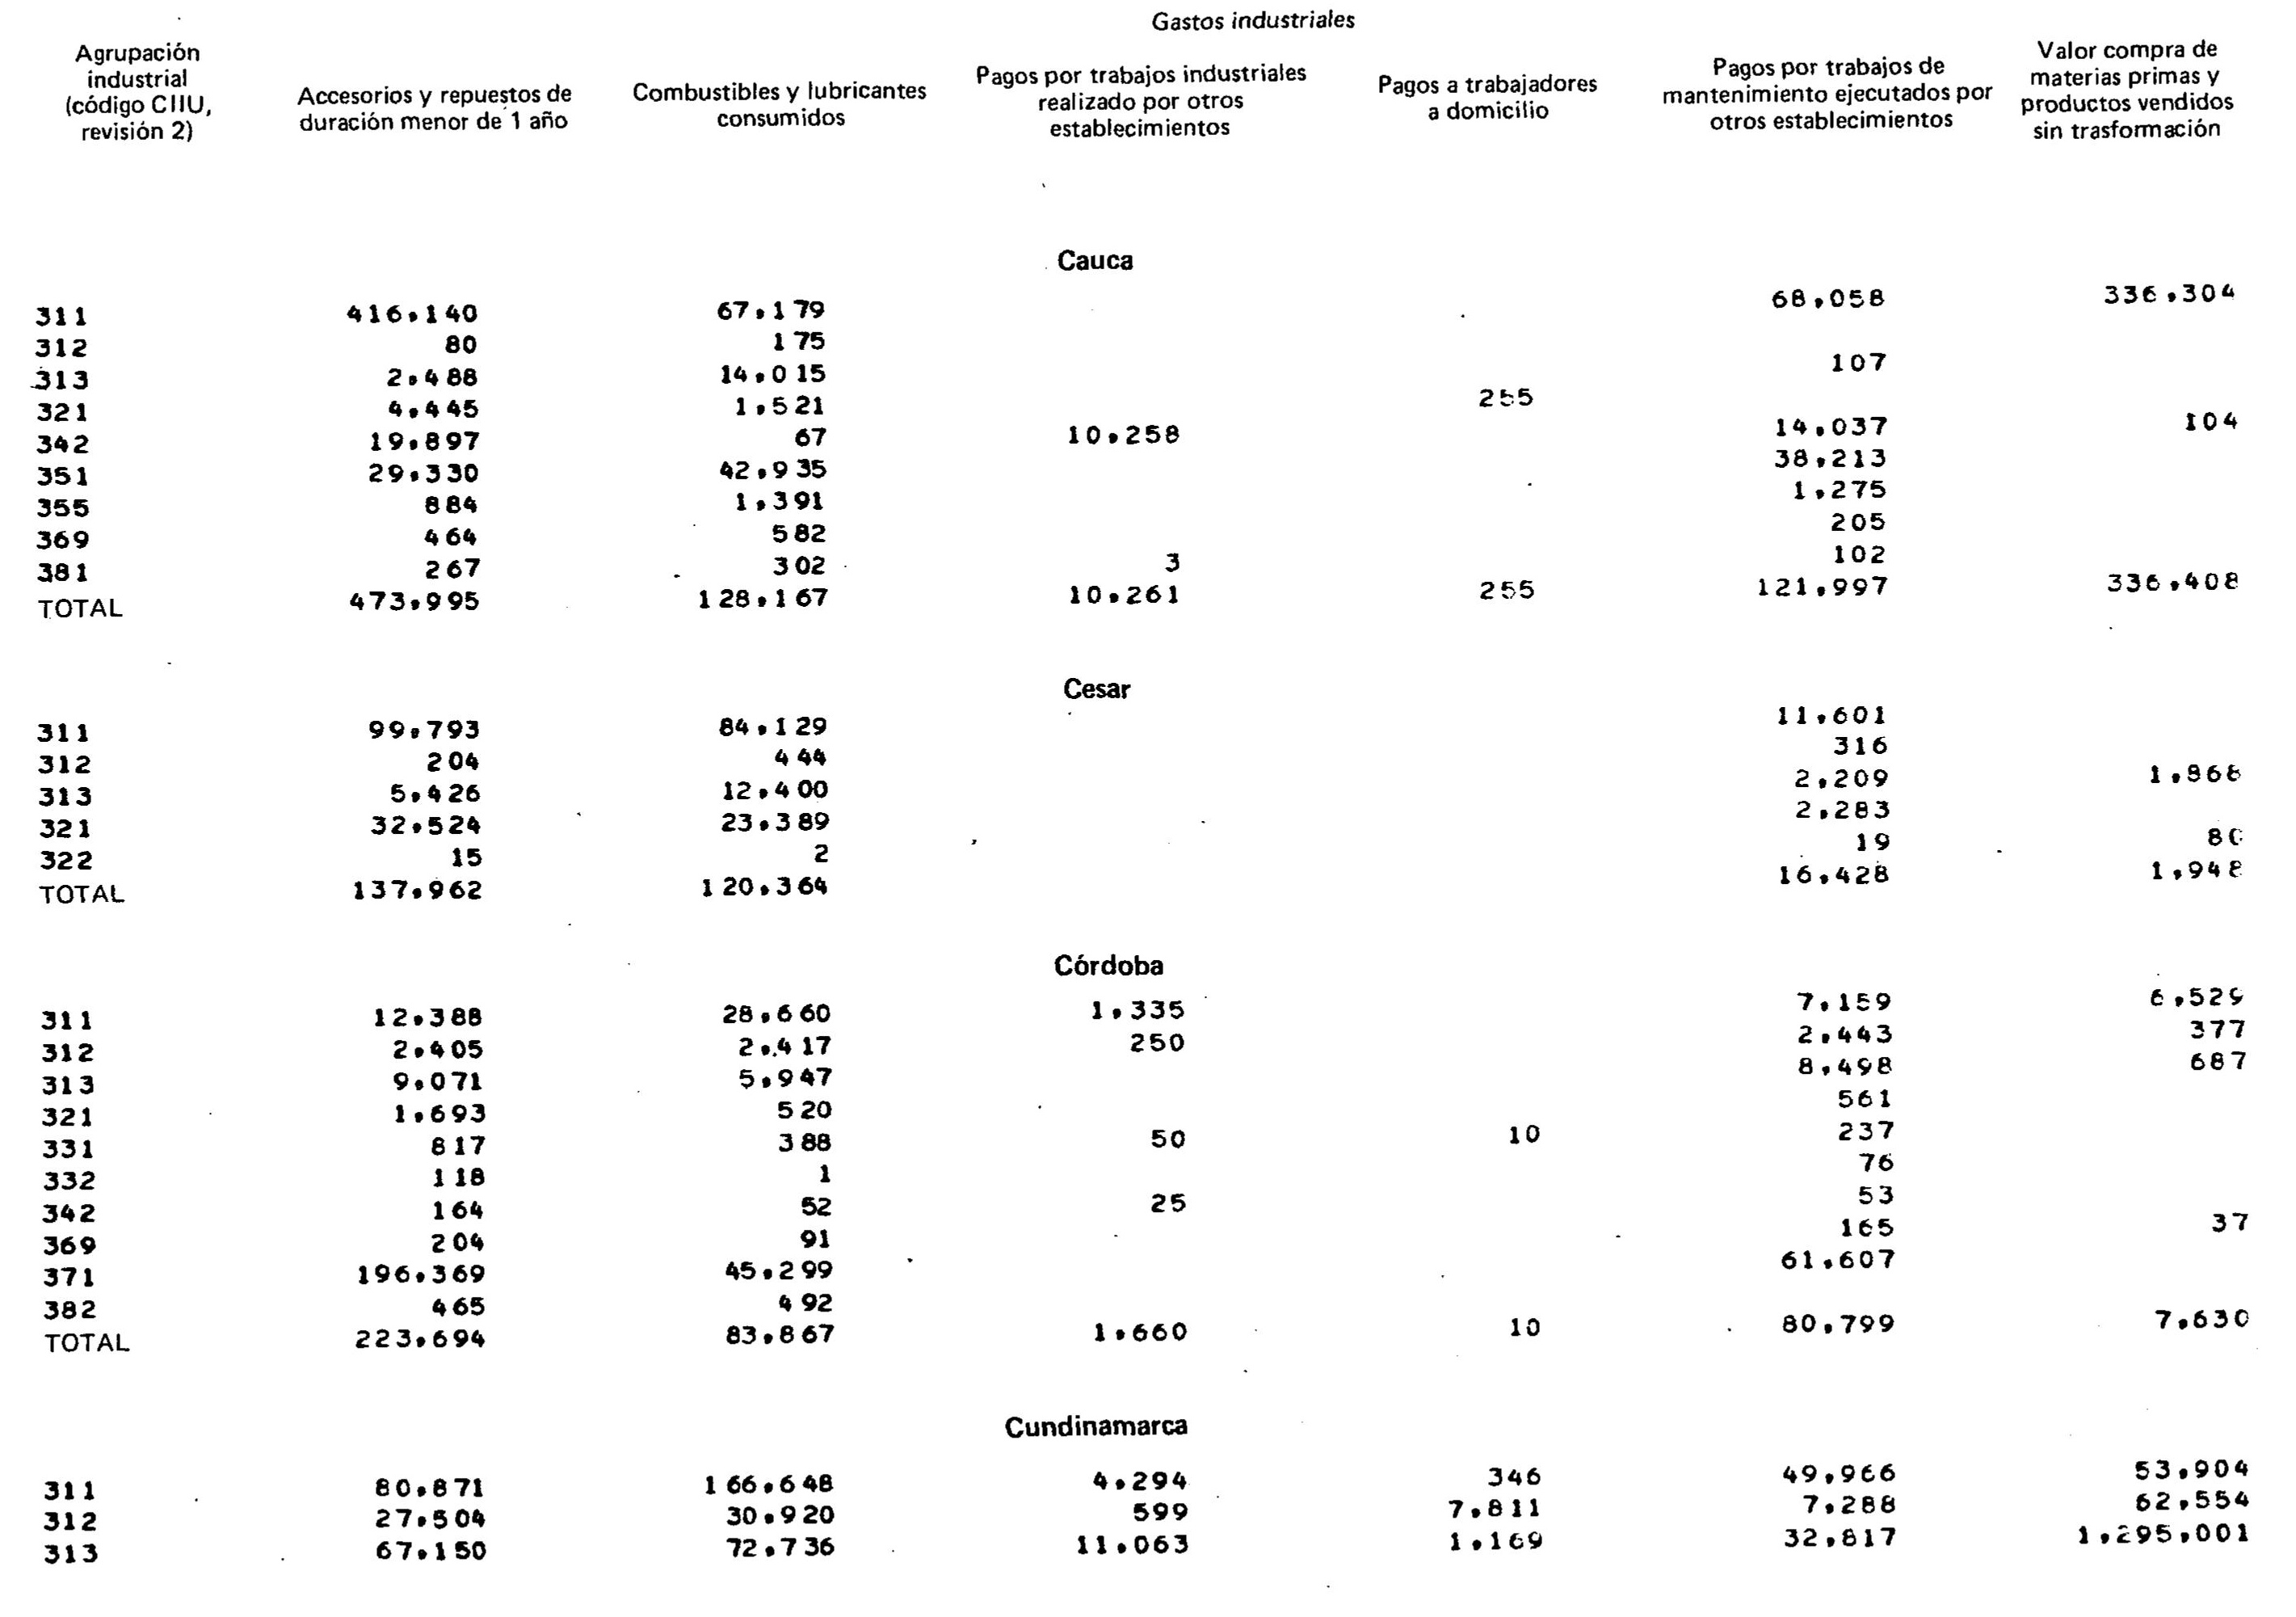 Gastos industriales
Agrupación industrial (código CIIU, revisión 2)
Accesorios y repuestos de duración menor de 1 año
Combustibles y lubricantes consumidos
Pagos por trabajos industriales realizado por otros establecimientos
Pagos a trabajadores a domicilio
Pagos por trabajos de mantenimiento ejecutados por otros establecimientos
Valor compra de materias primas y productos vendidos sin trasformación
Cauca
311 416,140 67,179 68,058 336,304
312 80 175
313 2,488 14,015 107
321 4,445 1,521 255
342 19,897 67 10,258 14,037 104
351 29,330 42,935 38,213
355 884 1,391 1,275
369 464 582 205
381 267 302 3 102
TOTAL 473,995 128,167 10,261 255 121,997 336,408
Cesar
311 99,793 84,129 11,601
312 204 444 316
313 5,426 12,400 2,209 1,868
321 32,524 23,389 2,283
322 15 2 19 80
TOTAL 137,962 120,364 16,428 1,948
Córdoba
311 12,388 28,660 1,335 7,159 6,529
312 2,405 2,417 250 2,443 377
313 9,071 5,947 8,498 687
321 1,693 520 561
331 817 388 50 10 237
332 118 1 76
342 164 52 25 53
369 204 91 165 37
371 196,369 45,299 61,607
382 465 492
TOTAL 223,694 83,867 1,660 10 80,799 7,630
Cundinamarca
311 80,871 166,648 4,294 346 49,966 53,904
312 27,504 30,920 599 7,811 7,288 62,554
313 67,150 72,736 11,063 1,169 32,817 1,295,001